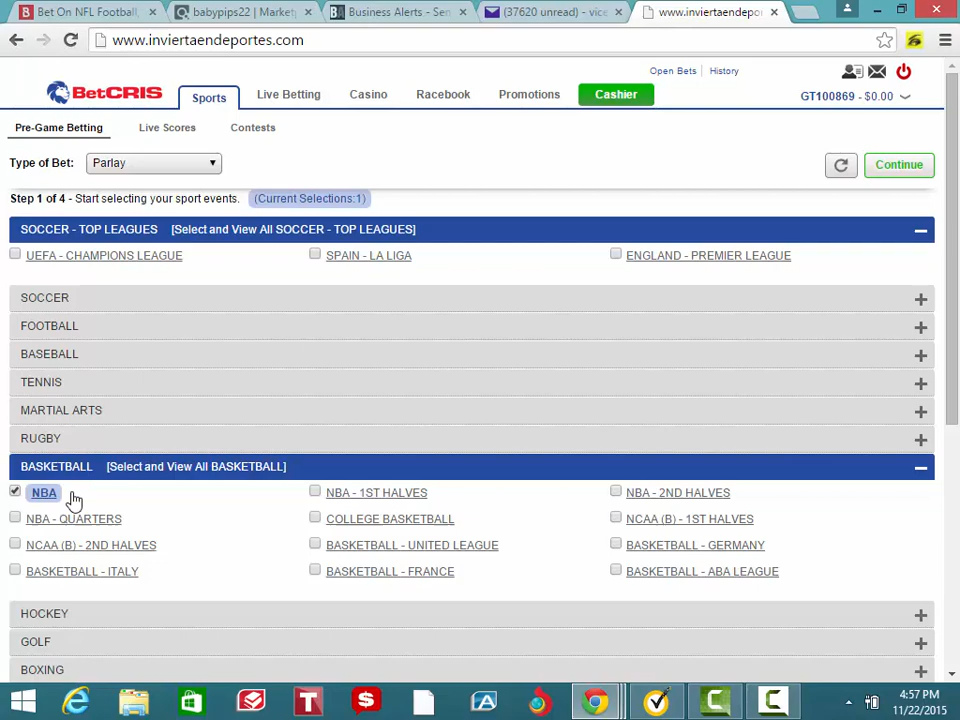 Bet On NFL Football,
babypips22 | Market
Business Alerts - Sen
(37620 unread) - vice
www.inviertaendepo
www.inviertaendeportes.com
Open Bets | History
BetCRIS
Sports
Live Betting
Casino
Racebook
Promotions
Cashier
GT100869 - $0.00
Pre-Game Betting
Live Scores
Contests
Type of Bet:
Parlay
Continue
Step 1 of 4 - Start selecting your sport events. (Current Selections:1)
SOCCER - TOP LEAGUES [Select and View All SOCCER - TOP LEAGUES]
UEFA - CHAMPIONS LEAGUE
SPAIN - LA LIGA
ENGLAND - PREMIER LEAGUE
SOCCER
FOOTBALL
BASEBALL
TENNIS
MARTIAL ARTS
RUGBY
BASKETBALL [Select and View All BASKETBALL]
NBA
NBA - 1ST HALVES
NBA - 2ND HALVES
NBA - QUARTERS
COLLEGE BASKETBALL
NCAA (B) - 1ST HALVES
NCAA (B) - 2ND HALVES
BASKETBALL - UNITED LEAGUE
BASKETBALL - GERMANY
BASKETBALL - ITALY
BASKETBALL - FRANCE
BASKETBALL - ABA LEAGUE
HOCKEY
GOLF
BOXING
4:57 PM
11/22/2015